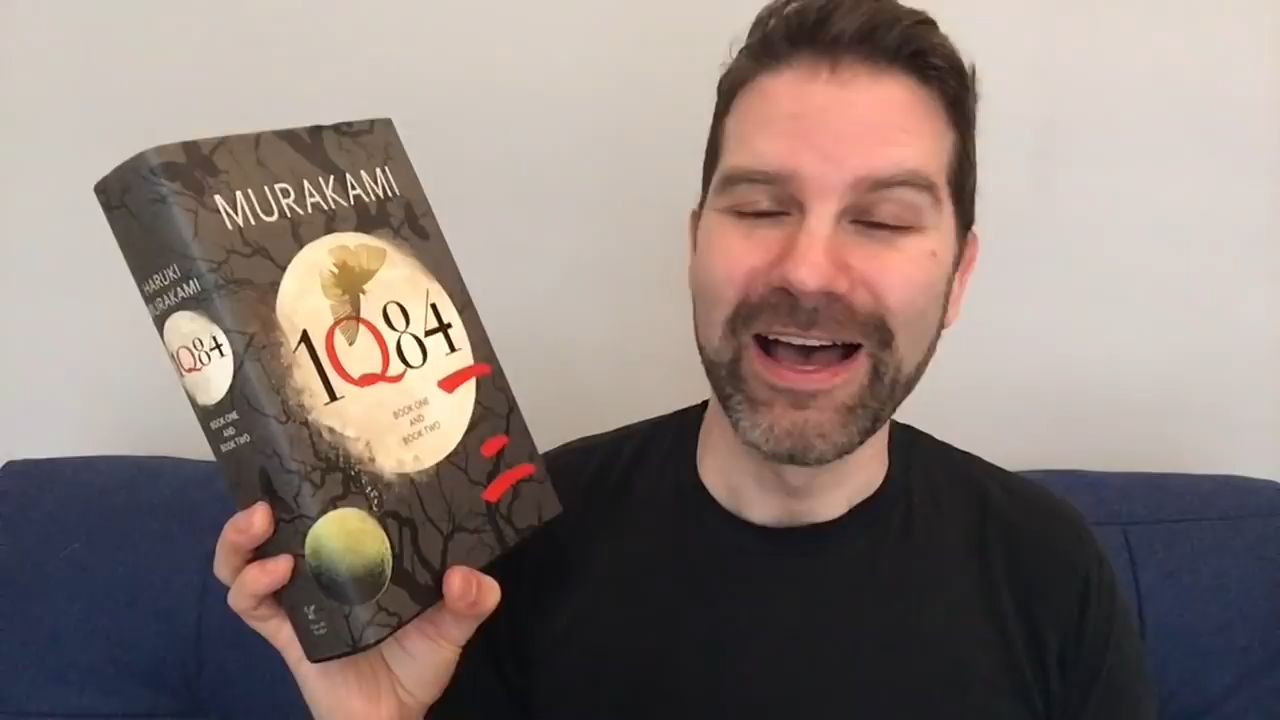 MURAKAMI
1Q84
BOOK ONE
AND
BOOK TWO
HARUKI
MURAKAMI
1Q84
BOOK ONE
AND
BOOK TWO